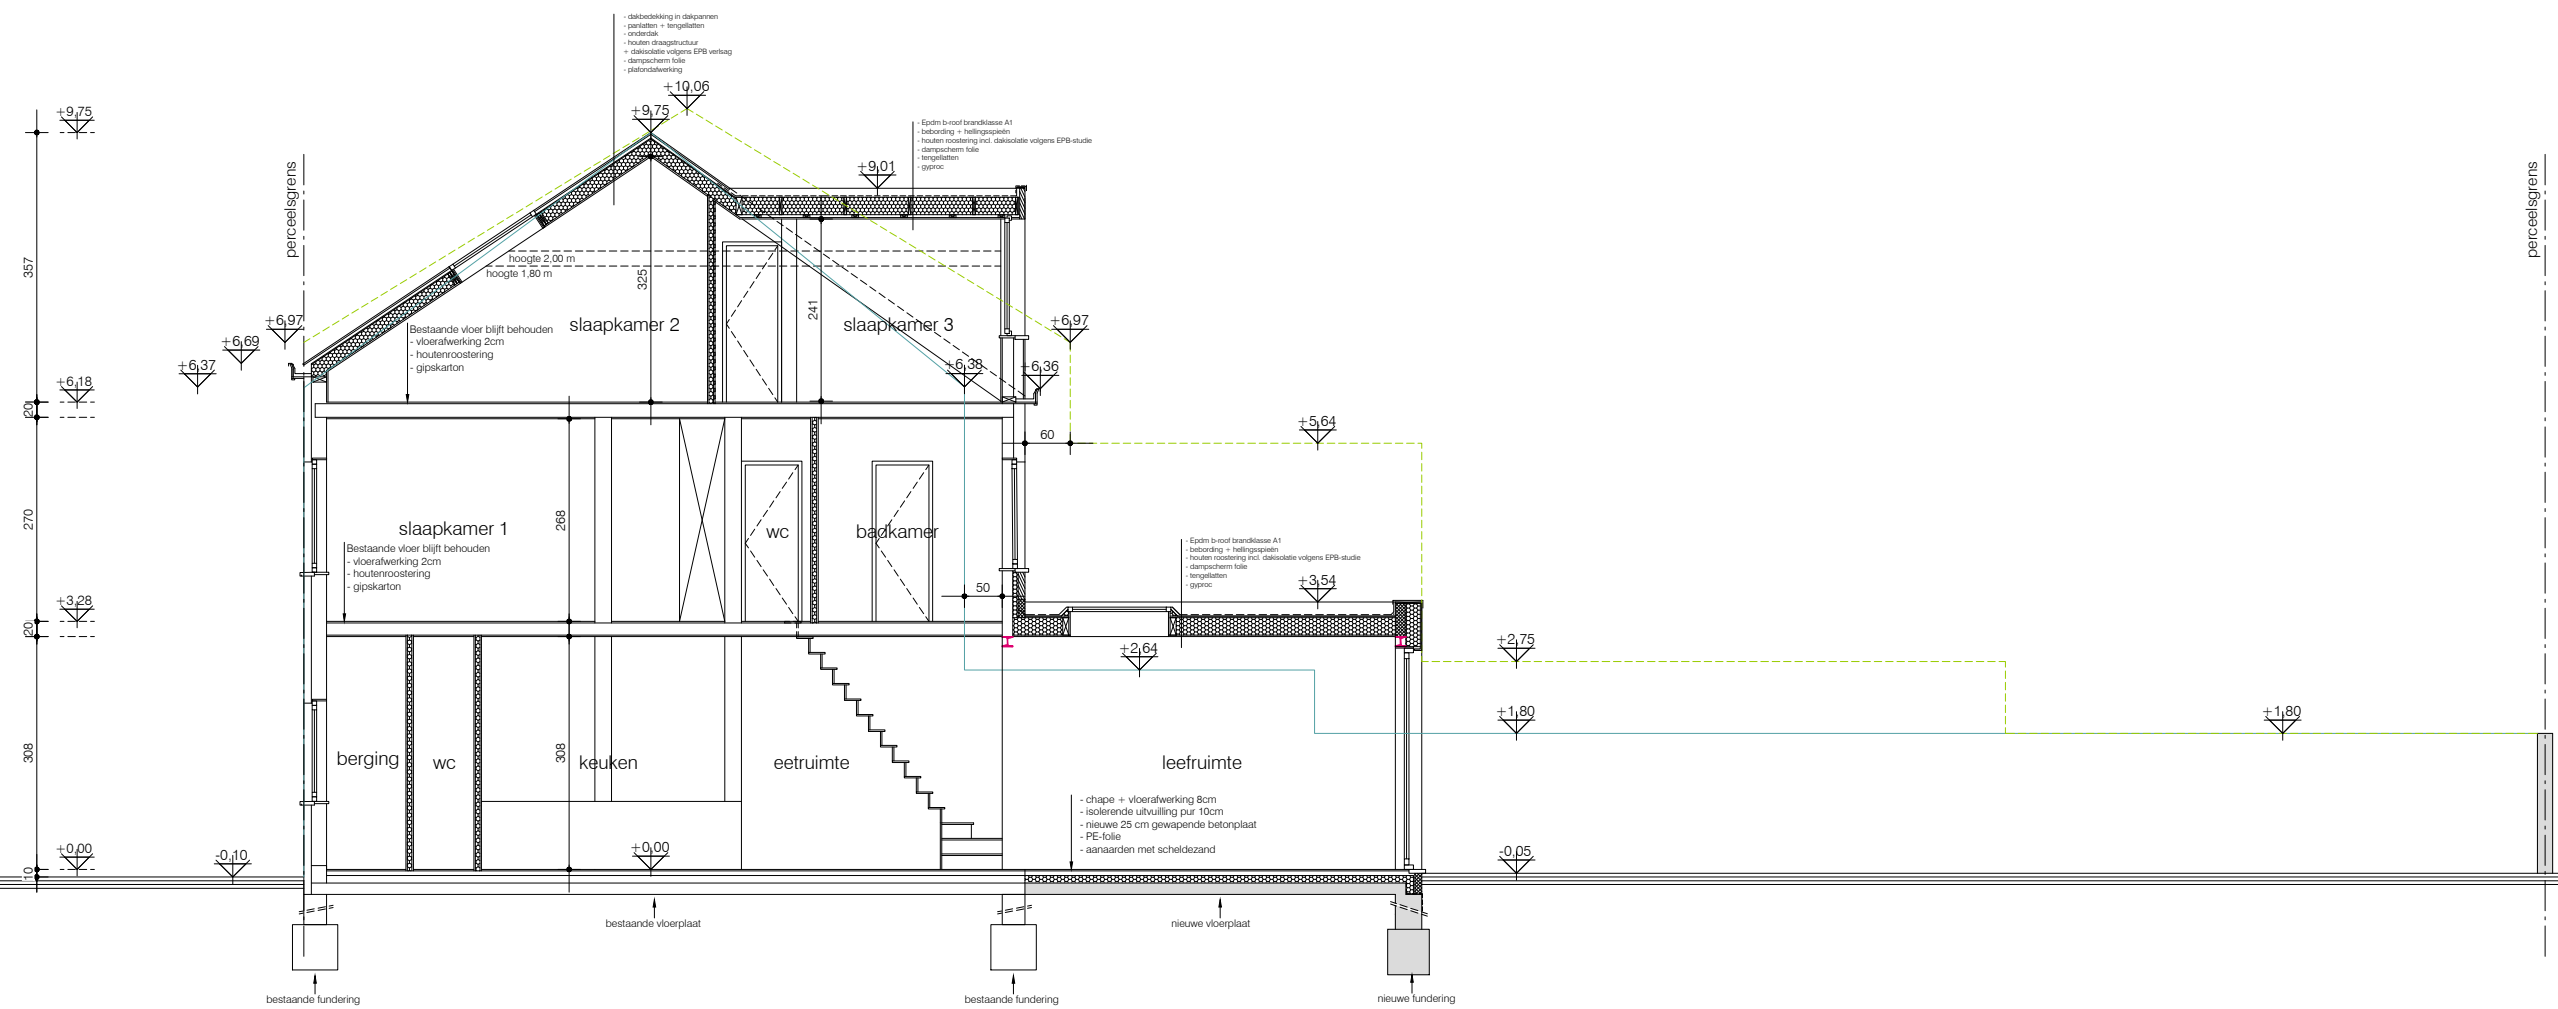 - dakbedekking in dakpannen
- panlatten + tengellatten
- onderdak
- houten draagstructuur
+ dakisolatie volgens EPB verlsag
- dampscherm folie
- plafondafwerking
+10,06
+9,75
+9,75
- Epdm b-roof brandklasse A1
- bebording + hellingsspieën
- houten roostering incl. dakisolatie volgens EPB-studie
- dampscherm folie
- tengellatten
- gyproc
+9,01
perceelsgrens
perceelsgrens
357
hoogte 2,00 m
hoogte 1,80 m
325
241
slaapkamer 2
slaapkamer 3
+6,97
+6,97
+6,69
+6,37
+6,38
+6,36
+6,18
Bestaande vloer blijft behouden
- vloerafwerking 2cm
- houtenroostering
- gipskarton
20
60
+5,64
270
268
slaapkamer 1
wc
badkamer
Bestaande vloer blijft behouden
- vloerafwerking 2cm
- houtenroostering
- gipskarton
- Epdm b-roof brandklasse A1
- bebording + hellingsspieën
- houten roostering incl. dakisolatie volgens EPB-studie
- dampscherm folie
- tengellatten
- gyproc
50
+3,54
+3,28
20
+2,64
+2,75
+1,80
+1,80
308
308
berging
wc
keuken
eetruimte
leefruimte
- chape + vloerafwerking 8cm
- isolerende uitvuilling pur 10cm
- nieuwe 25 cm gewapende betonplaat
- PE-folie
- aanaarden met scheldezand
+0,00
-0,10
+0,00
-0,05
10
bestaande vloerplaat
nieuwe vloerplaat
bestaande fundering
bestaande fundering
nieuwe fundering